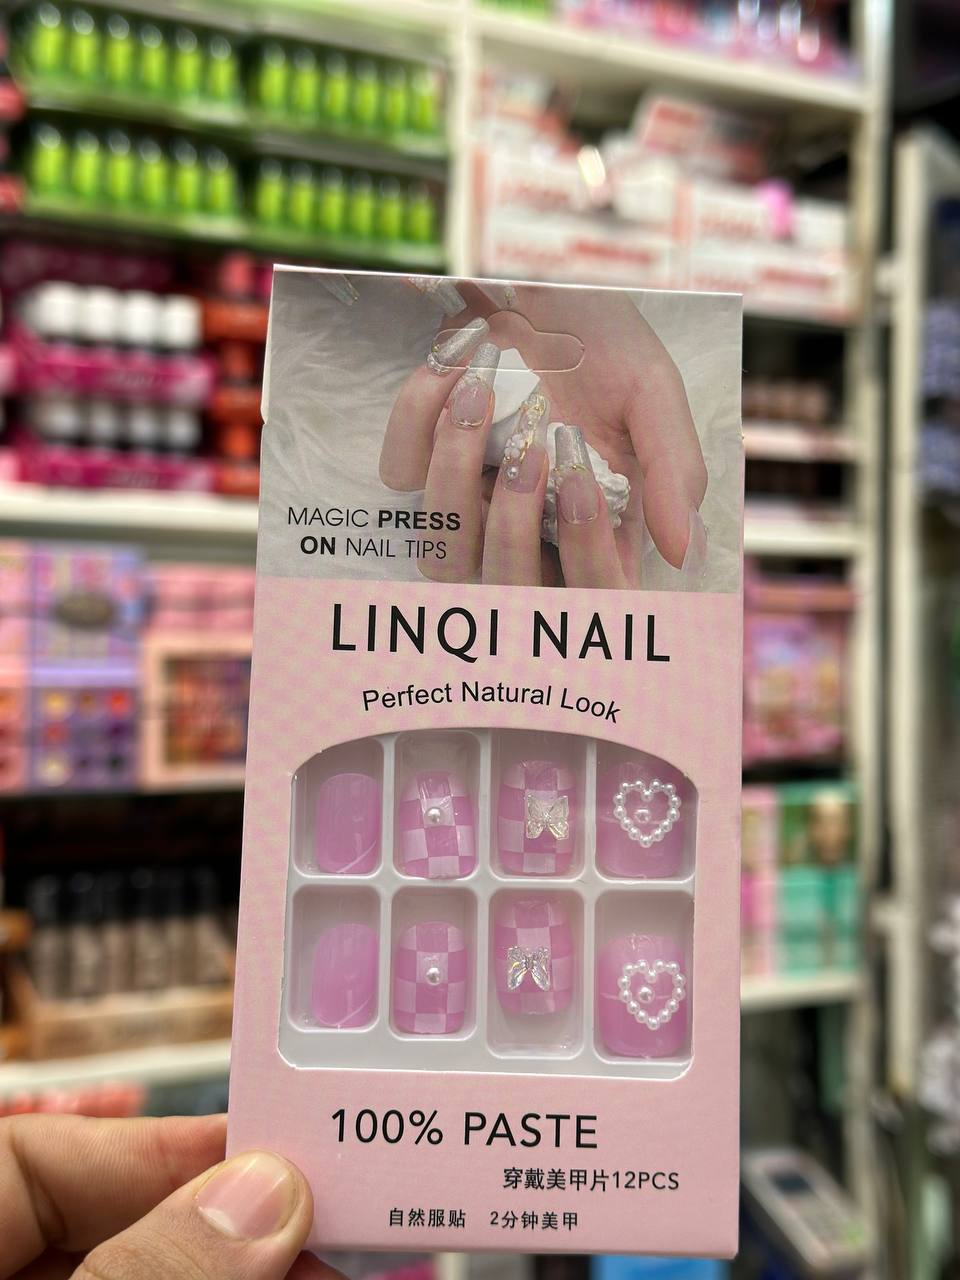 MAGIC PRESS
ON NAIL TIPS
LINQI NAIL
Perfect Natural Look
100% PASTE
穿戴美甲片12PCS
自然服贴 2分钟美甲